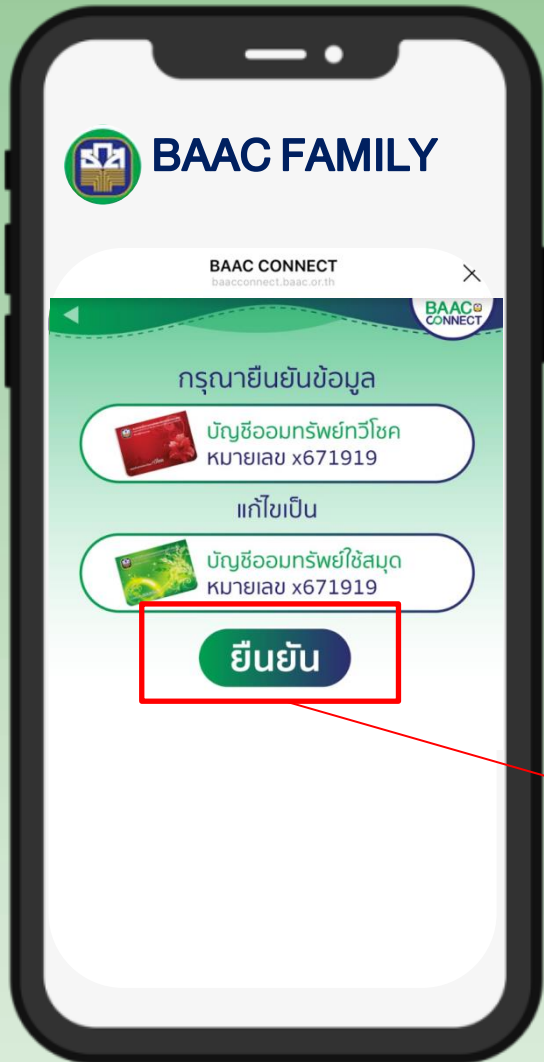 BAAC FAMILY
BAAC CONNECT
baacconnect.baac.or.th
BAAC
CONNECT
กรุณายืนยันข้อมูล
บัญชีออมทรัพย์ทวีโชค
หมายเลข x671919
แก้ไขเป็น
บัญชีออมทรัพย์ใช้สมุด
หมายเลข x671919
ยืนยัน